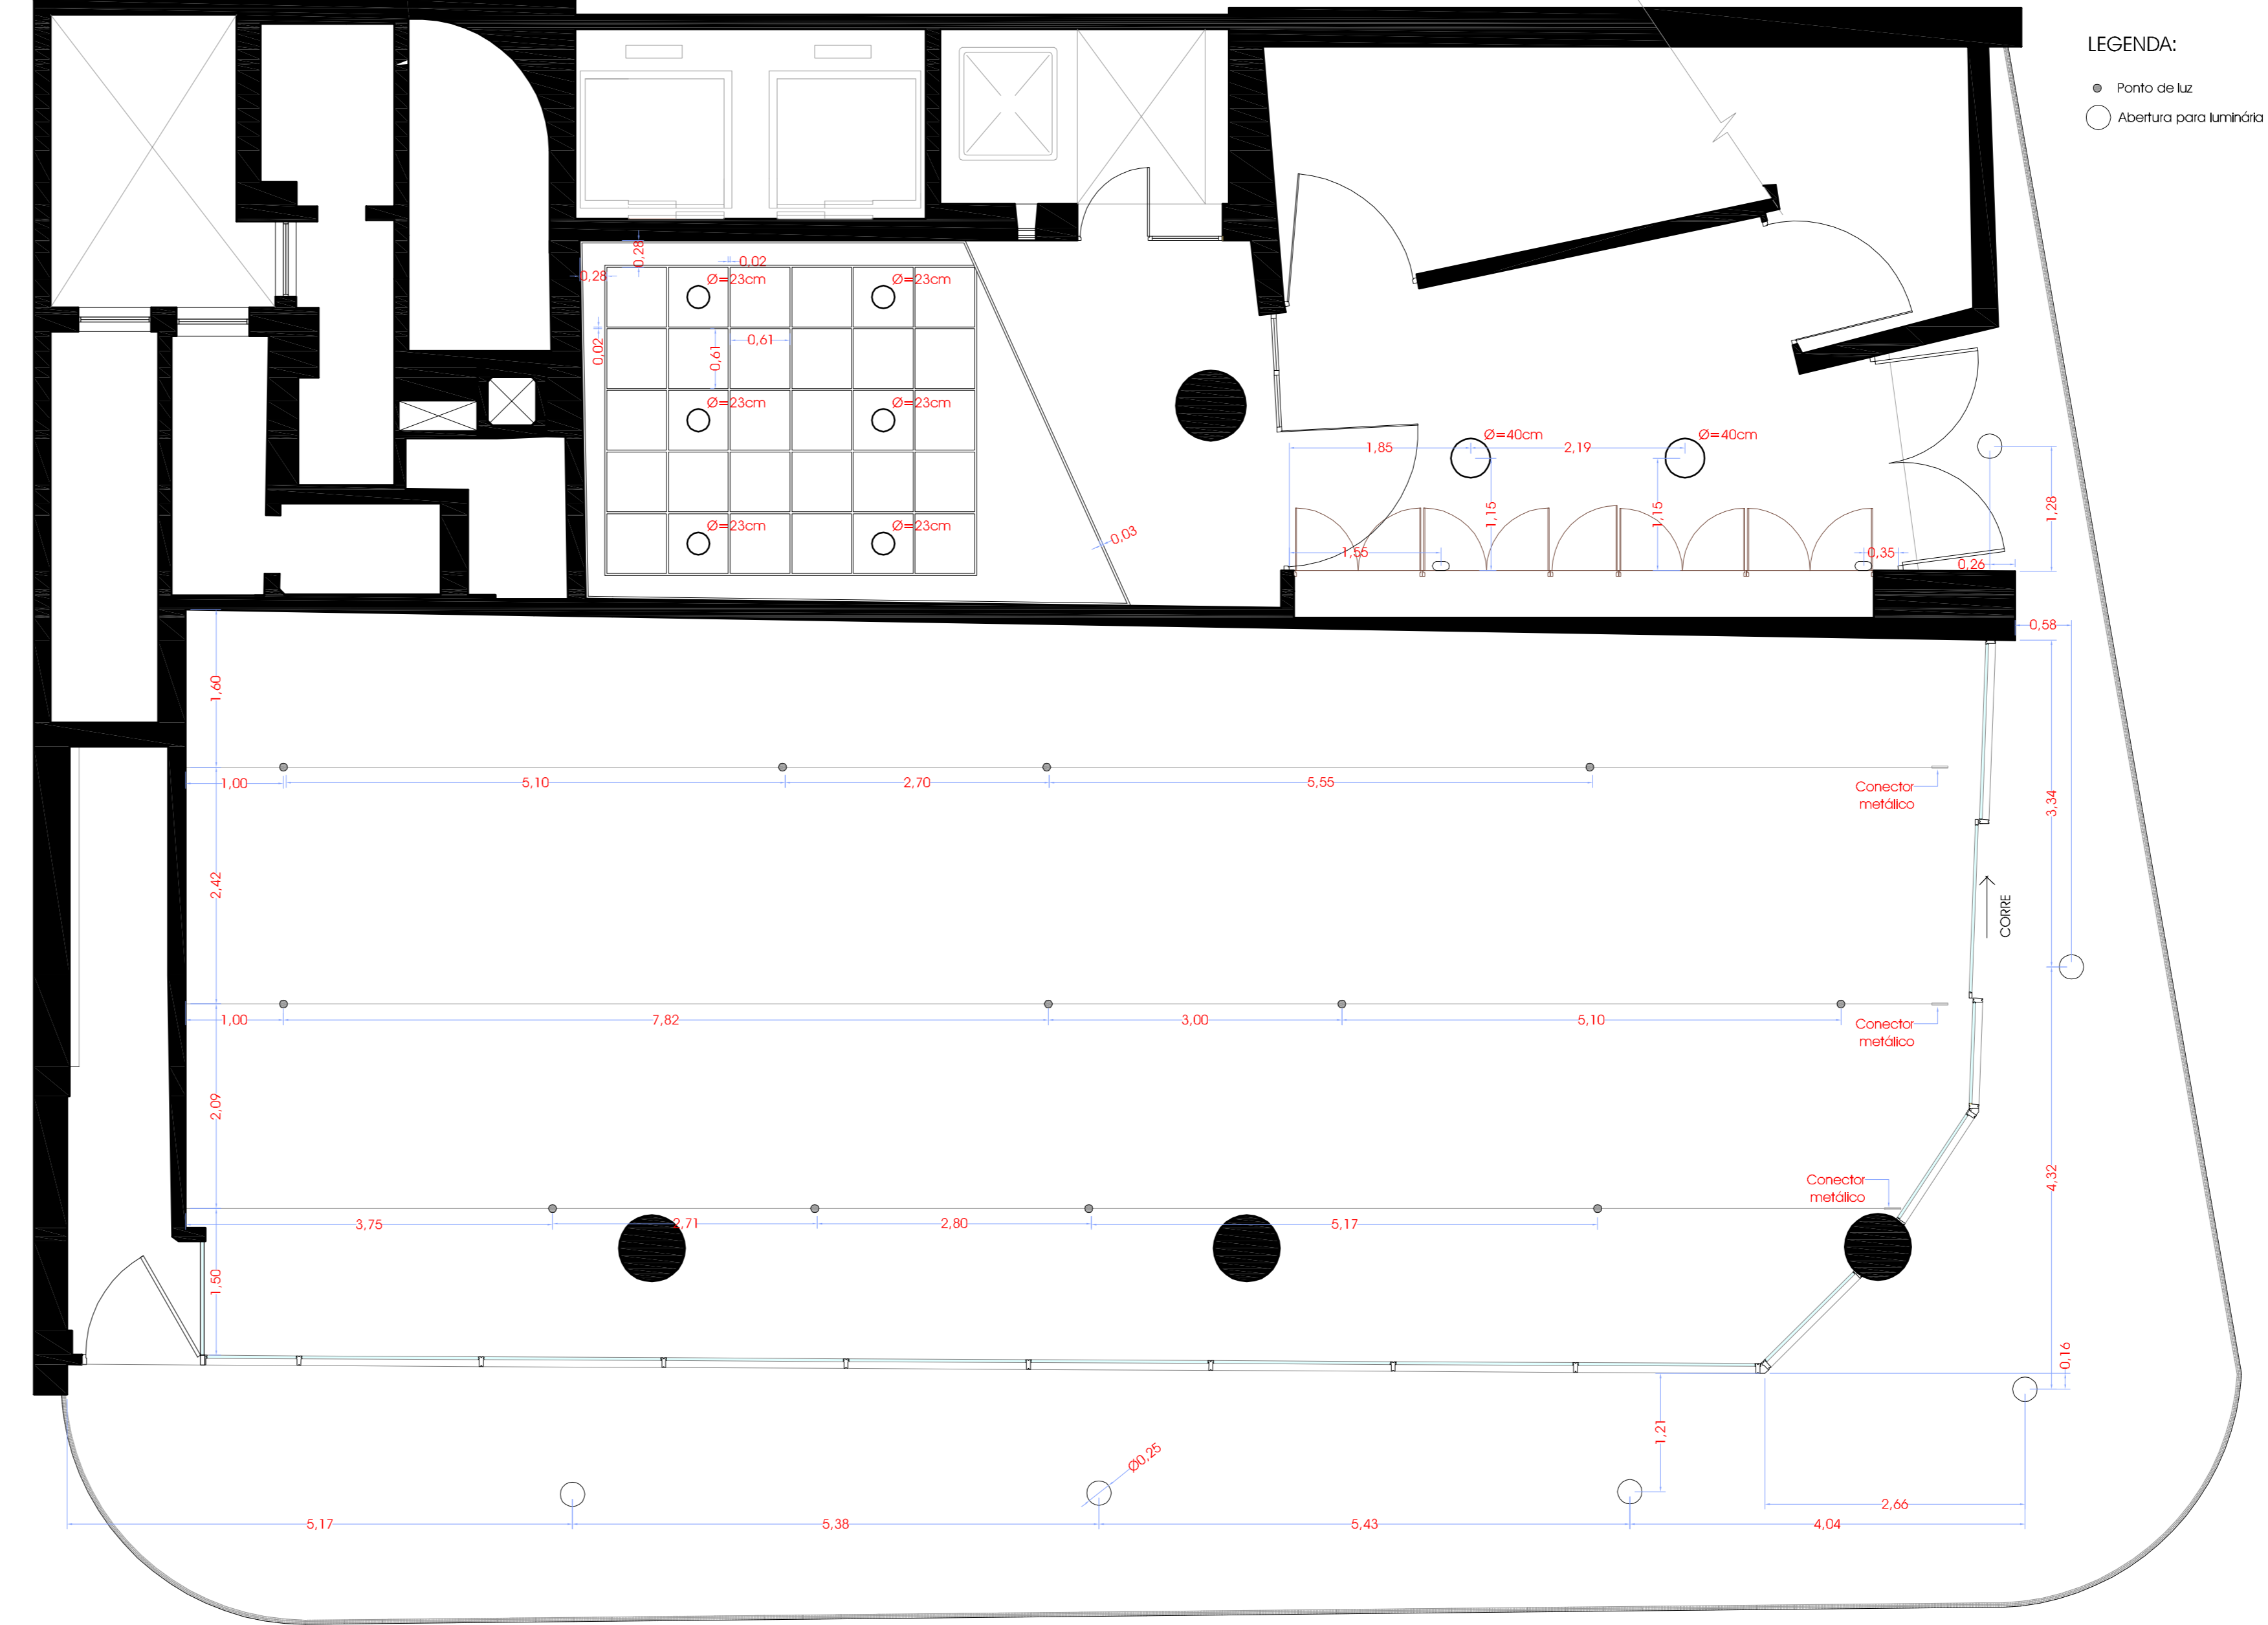 LEGENDA:
Ponto de luz
Abertura para luminária
0,28
0,28
0,02
Ø=23cm
Ø=23cm
0,02
0,61
0,61
Ø=23cm
Ø=23cm
Ø=23cm
Ø=23cm
0,03
Ø=40cm
Ø=40cm
1,85
2,19
1,15
1,15
1,55
0,35
0,26
1,28
0,58
1,60
1,00
5,10
2,70
5,55
Conector
metálico
3,34
2,42
CORRE
1,00
7,82
3,00
5,10
Conector
metálico
2,09
4,32
Conector
metálico
3,75
2,71
2,80
5,17
1,50
0,16
1,21
Ø0,25
2,66
5,17
5,38
5,43
4,04